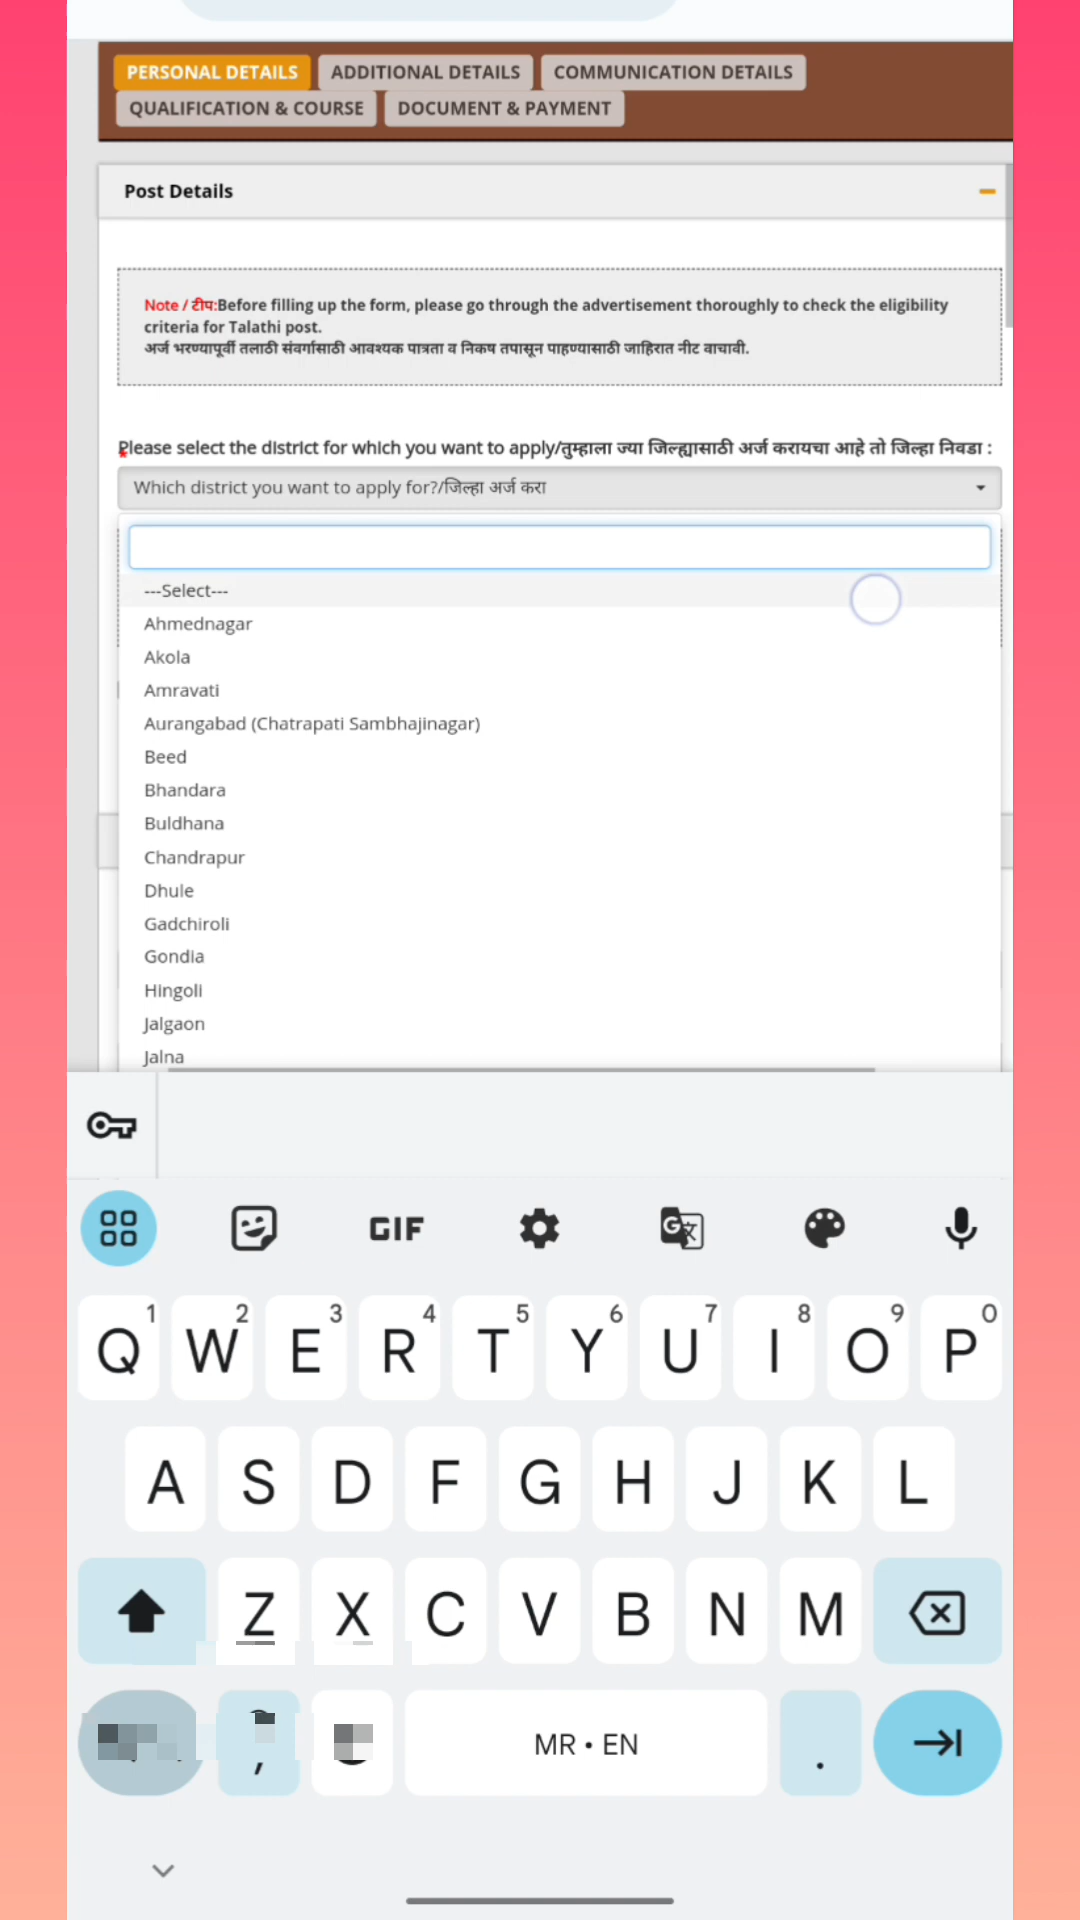 PERSONAL DETAILS ADDITIONAL DETAILS COMMUNICATION DETAILS
QUALIFICATION & COURSE DOCUMENT & PAYMENT
Post Details
Note / टीप:Before filling up the form, please go through the advertisement thoroughly to check the eligibility
criteria for Talathi post.
अर्ज भरण्यापूर्वी तलाठी संवर्गासाठी आवश्यक पात्रता व निकष तपासून पाहण्यासाठी जाहिरात नीट वाचावी.
Please select the district for which you want to apply/तुम्हाला ज्या जिल्ह्यासाठी अर्ज करायचा आहे तो जिल्हा निवडा :
Which district you want to apply for?/जिल्हा अर्ज करा
---Select---
Ahmednagar
Akola
Amravati
Aurangabad (Chatrapati Sambhajinagar)
Beed
Bhandara
Buldhana
Chandrapur
Dhule
Gadchiroli
Gondia
Hingoli
Jalgaon
Jalna
GIF
Q 1 W 2 E 3 R 4 T 5 Y 6 U 7 I 8 O 9 P 0
A S D F G H J K L
Z X C V B N M
, MR • EN .